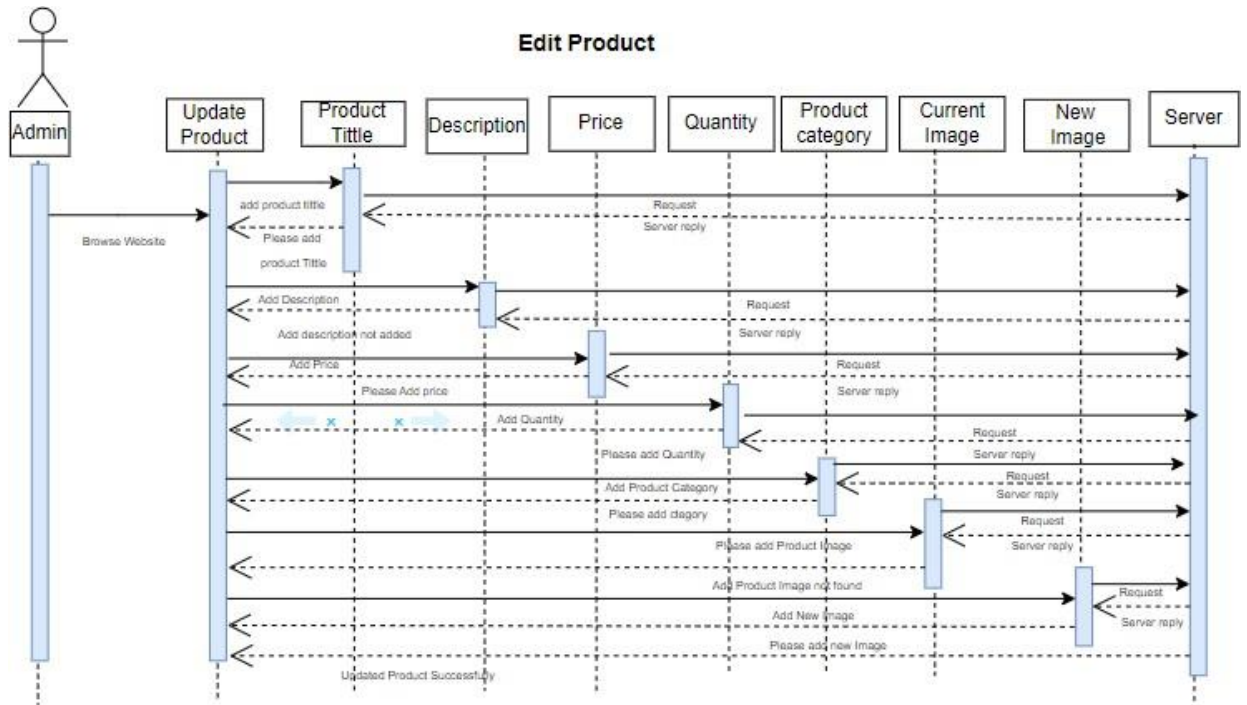 Edit Product
Admin
Update
Product
Product
Tittle
Description
Price
Quantity
Product
category
Current
Image
New
Image
Server
add product tittle
Request
Server reply
Please add
product Tittle
Browse Website
Add Description
Request
Add description not added
Server reply
Add Price
Request
Please Add price
Server reply
Add Quantity
Request
Please add Quantity
Server reply
Add Product Category
Request
Please add ctegory
Server reply
Please add Product Image
Request
Server reply
Add Product Image not found
Request
Add New Image
Server reply
Please add new Image
Updated Product Successfully